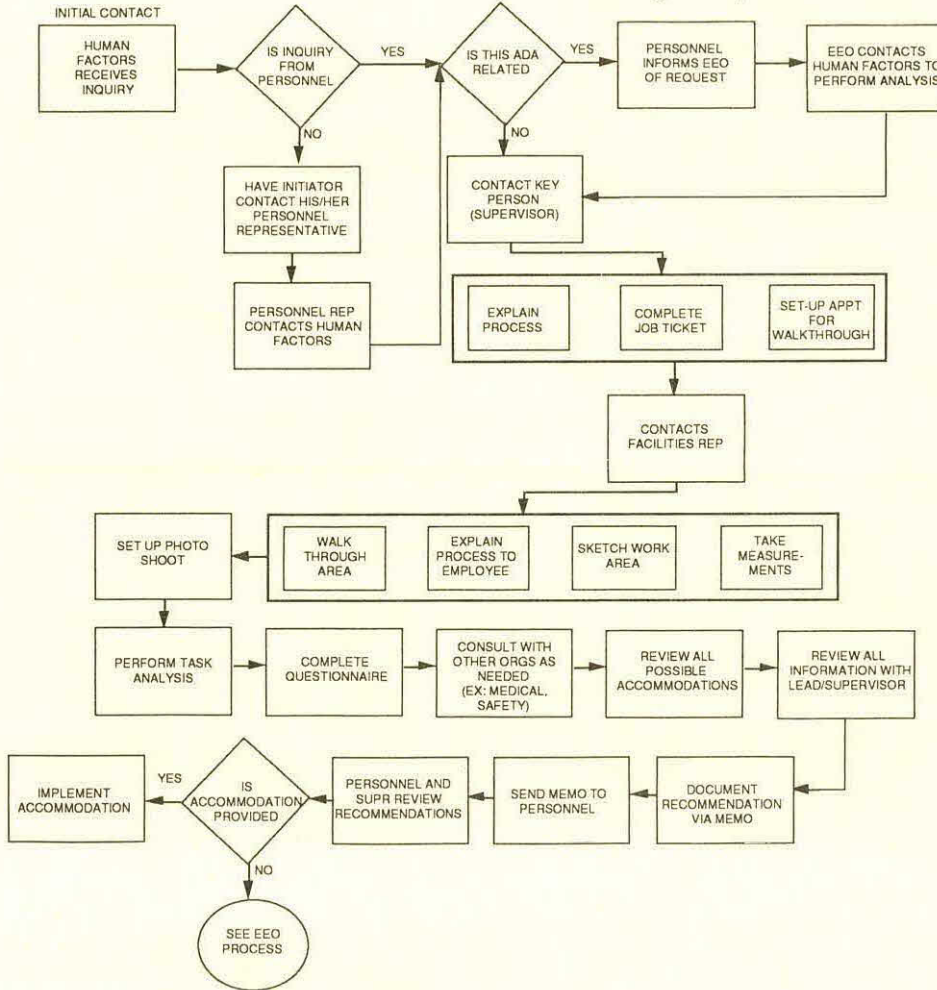 INITIAL CONTACT
HUMAN
FACTORS
RECEIVES
INQUIRY
IS INQUIRY
FROM
PERSONNEL
YES
IS THIS ADA
RELATED
YES
PERSONNEL
INFORMS EEO
OF REQUEST
EEO CONTACTS
HUMAN FACTORS TO
PERFORM ANALYSIS
NO
NO
HAVE INITIATOR
CONTACT HIS/HER
PERSONNEL
REPRESENTATIVE
CONTACT KEY
PERSON
(SUPERVISOR)
PERSONNEL REP
CONTACTS HUMAN
FACTORS
EXPLAIN
PROCESS
COMPLETE
JOB TICKET
SET-UP APPT
FOR
WALKTHROUGH
CONTACTS
FACILITIES REP
SET UP PHOTO
SHOOT
WALK
THROUGH
AREA
EXPLAIN
PROCESS TO
EMPLOYEE
SKETCH WORK
AREA
TAKE
MEASURE-
MENTS
PERFORM TASK
ANALYSIS
COMPLETE
QUESTIONNAIRE
CONSULT WITH
OTHER ORGS AS
NEEDED
(EX: MEDICAL,
SAFETY)
REVIEW ALL
POSSIBLE
ACCOMMODATIONS
REVIEW ALL
INFORMATION WITH
LEAD/SUPERVISOR
IMPLEMENT
ACCOMMODATION
YES
IS
ACCOMMODATION
PROVIDED
PERSONNEL AND
SUPR REVIEW
RECOMMENDATIONS
SEND MEMO TO
PERSONNEL
DOCUMENT
RECOMMENDATION
VIA MEMO
NO
SEE EEO
PROCESS